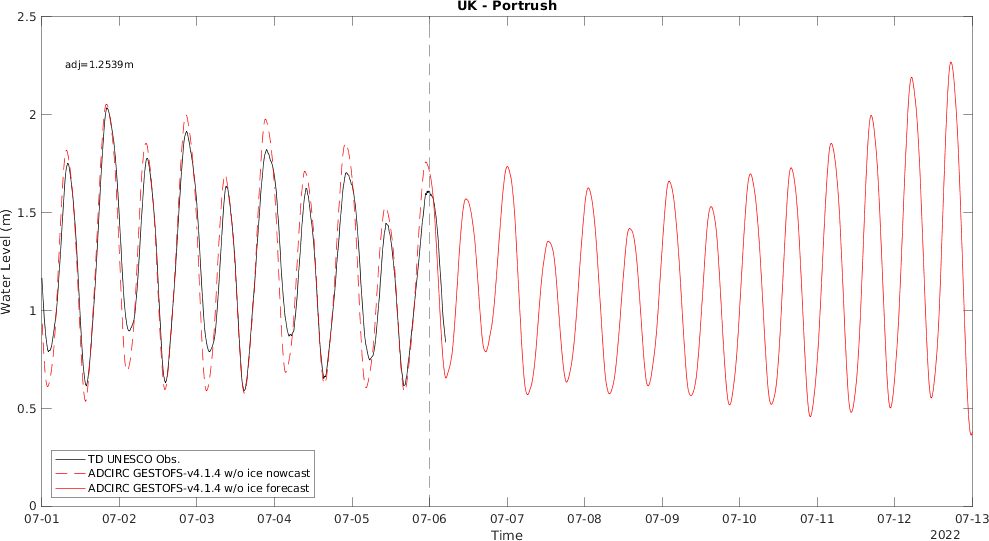 UK - Portrush
2.5
adj=1.2539m
2
1.5
Water Level (m)
1
0.5
TD UNESCO Obs.
ADCIRC GESTOFS-v4.1.4 w/o ice nowcast
ADCIRC GESTOFS-v4.1.4 w/o ice forecast
0
07-01 07-02 07-03 07-04 07-05 07-06 07-07 07-08 07-09 07-10 07-11 07-12 07-13
Time
2022